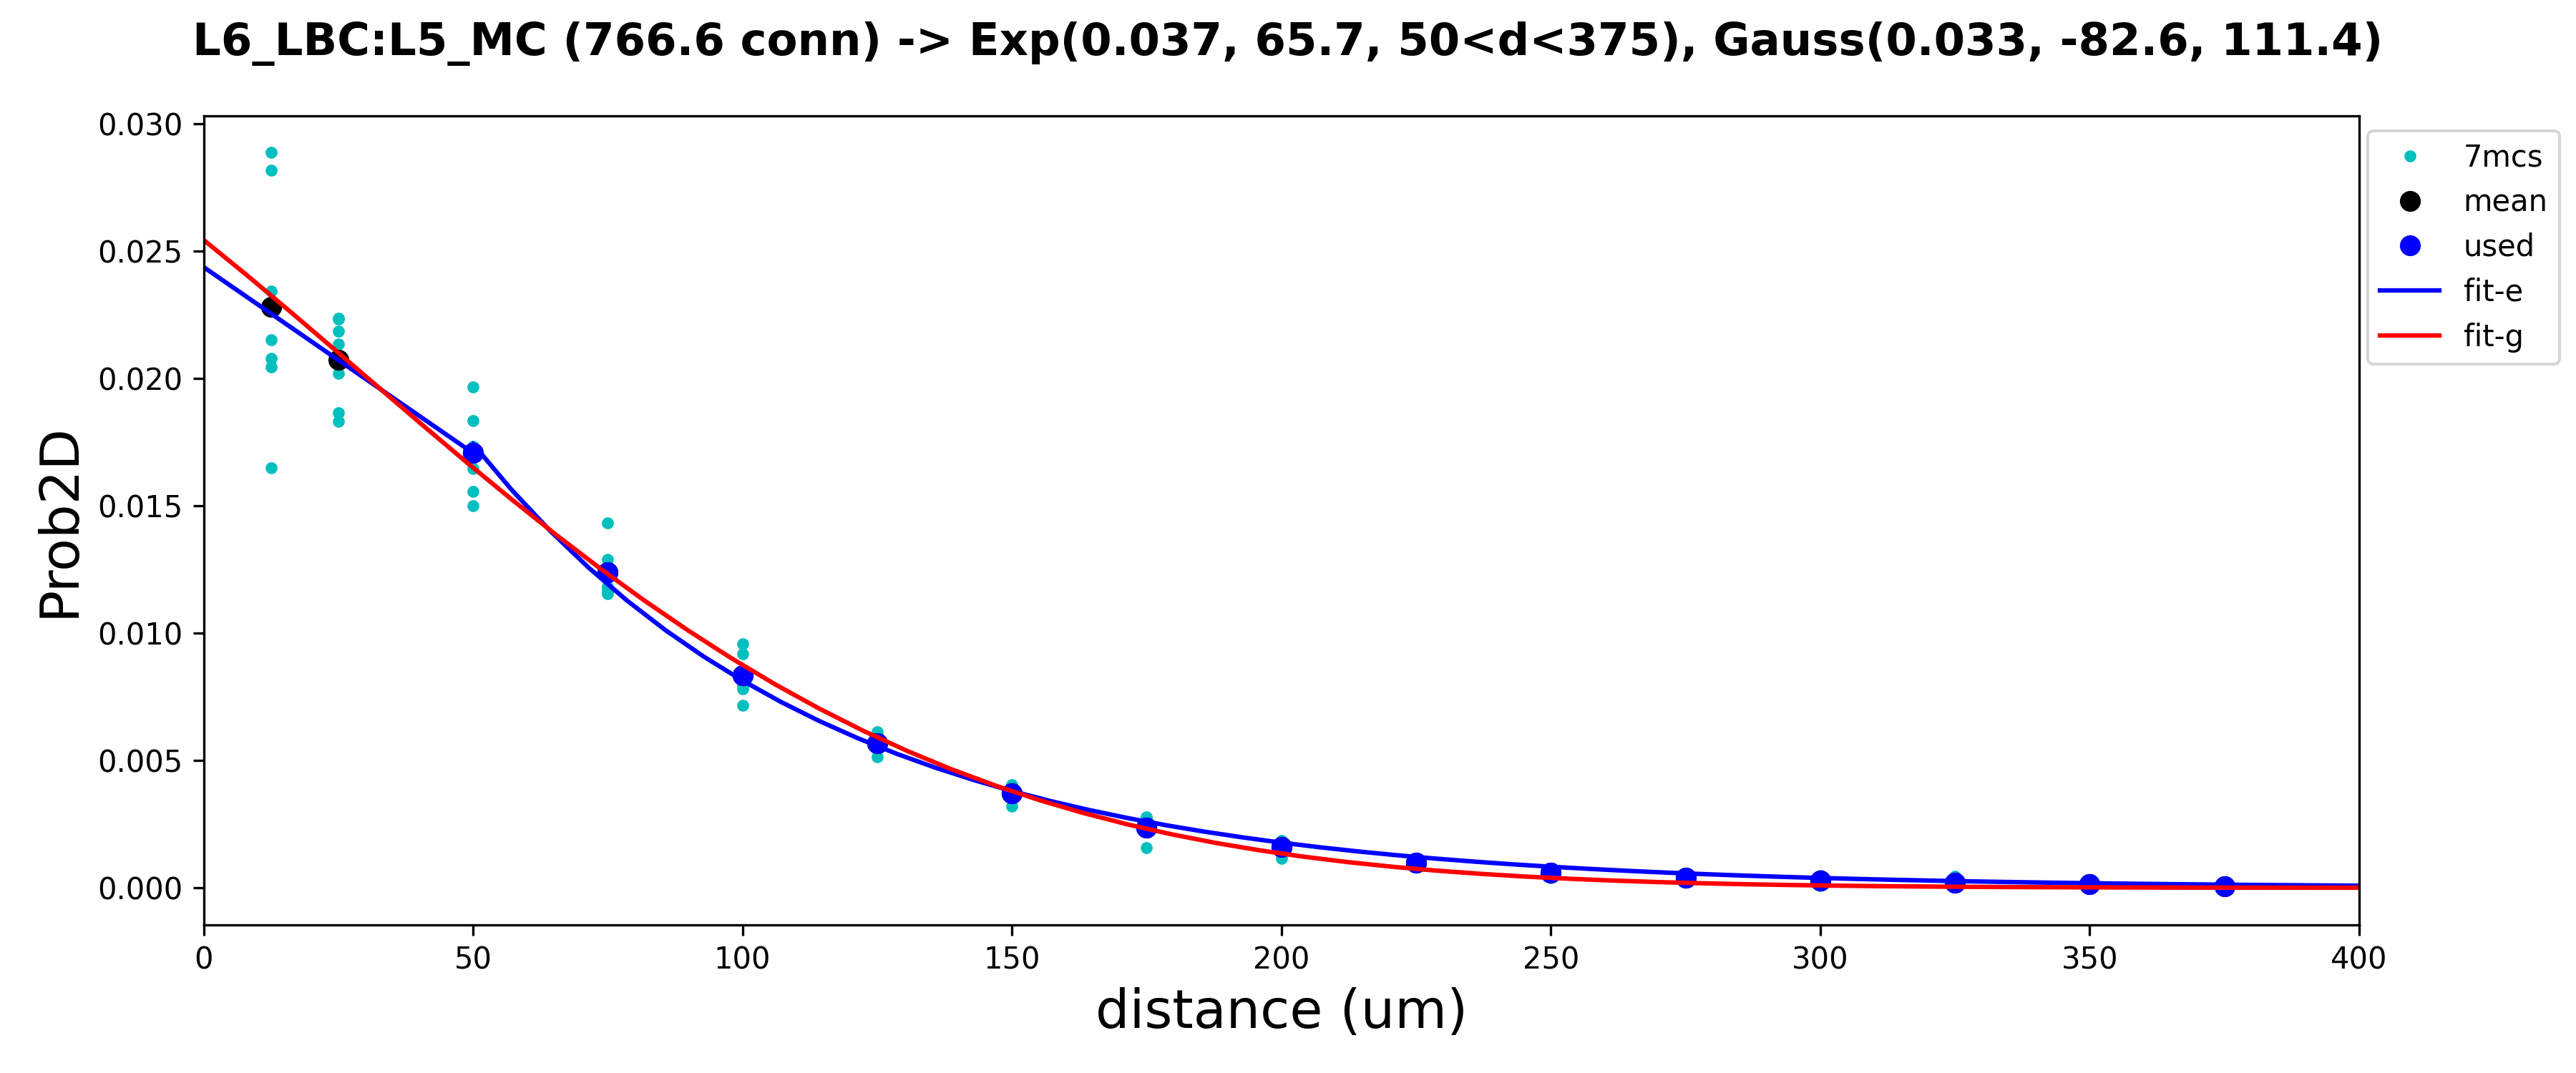 L6_LBC:L5_MC (766.6 conn) -> Exp(0.037, 65.7, 50<d<375), Gauss(0.033, -82.6, 111.4)
0.030
0.025
0.020
0.015
0.010
0.005
0.000
Prob2D
0 50 100 150 200 250 300 350 400
distance (um)
7mcs
mean
used
fit-e
fit-g